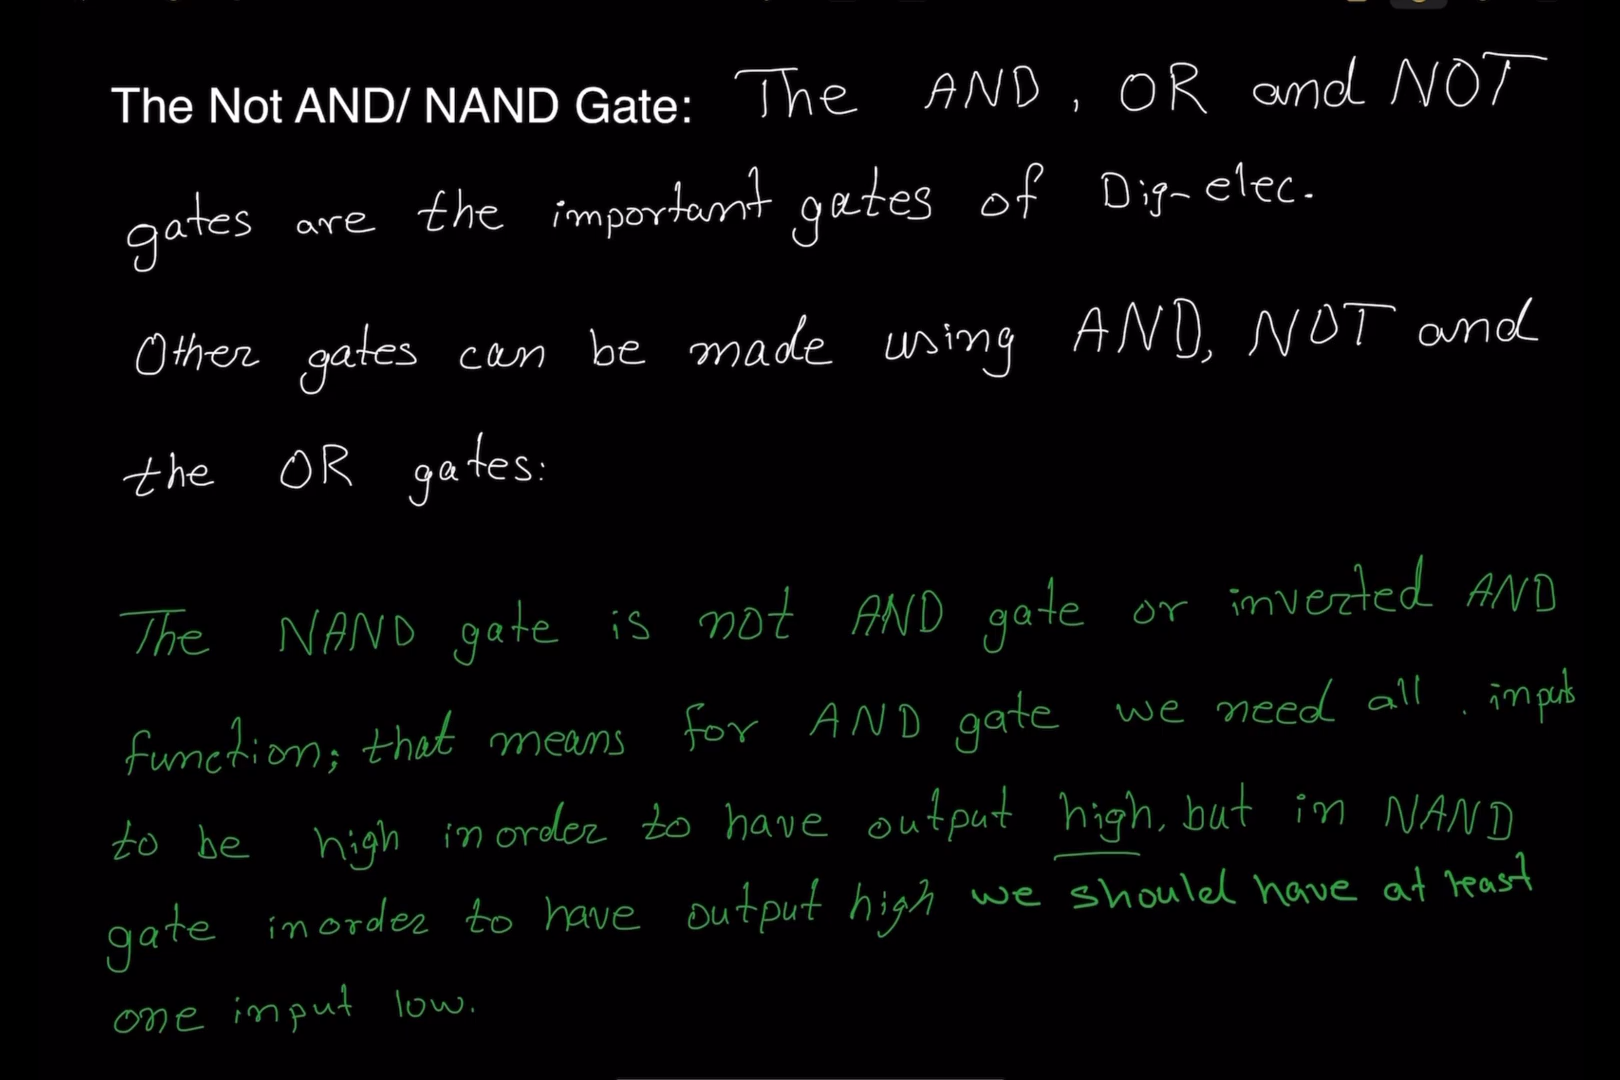 The Not AND/ NAND Gate: The AND, OR and NOT
gates are the important gates of Dig-elec.
Other gates can be made using AND, NOT and
the OR gates:
The NAND gate is not AND gate or inverted AND
function; that means for AND gate we need all . inputs
to be high inorder to have output high, but in NAND
gate inorder to have output high we should have at least
one input low.